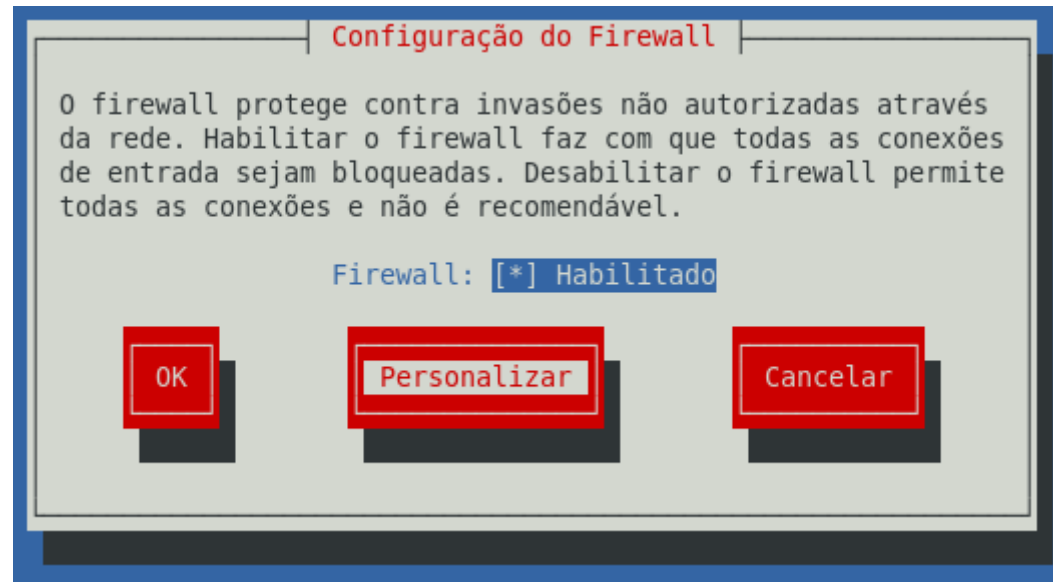 Configuração do Firewall
O firewall protege contra invasões não autorizadas através
da rede. Habilitar o firewall faz com que todas as conexões
de entrada sejam bloqueadas. Desabilitar o firewall permite
todas as conexões e não é recomendável.
Firewall: [*] Habilitado
OK Personalizar Cancelar